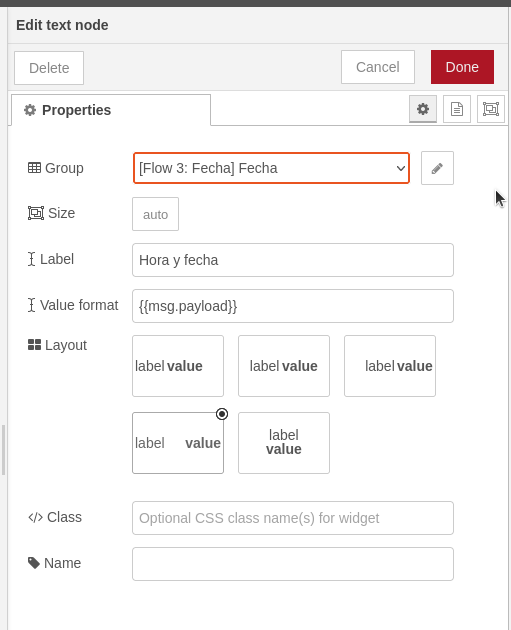 Edit text node
Delete
Cancel
Done
Properties
Group
[Flow 3: Fecha] Fecha
Size
auto
Label
Hora y fecha
Value format
{{msg.payload}}
Layout
label value
label value
label value
label value
label
value
</> Class
Optional CSS class name(s) for widget
Name